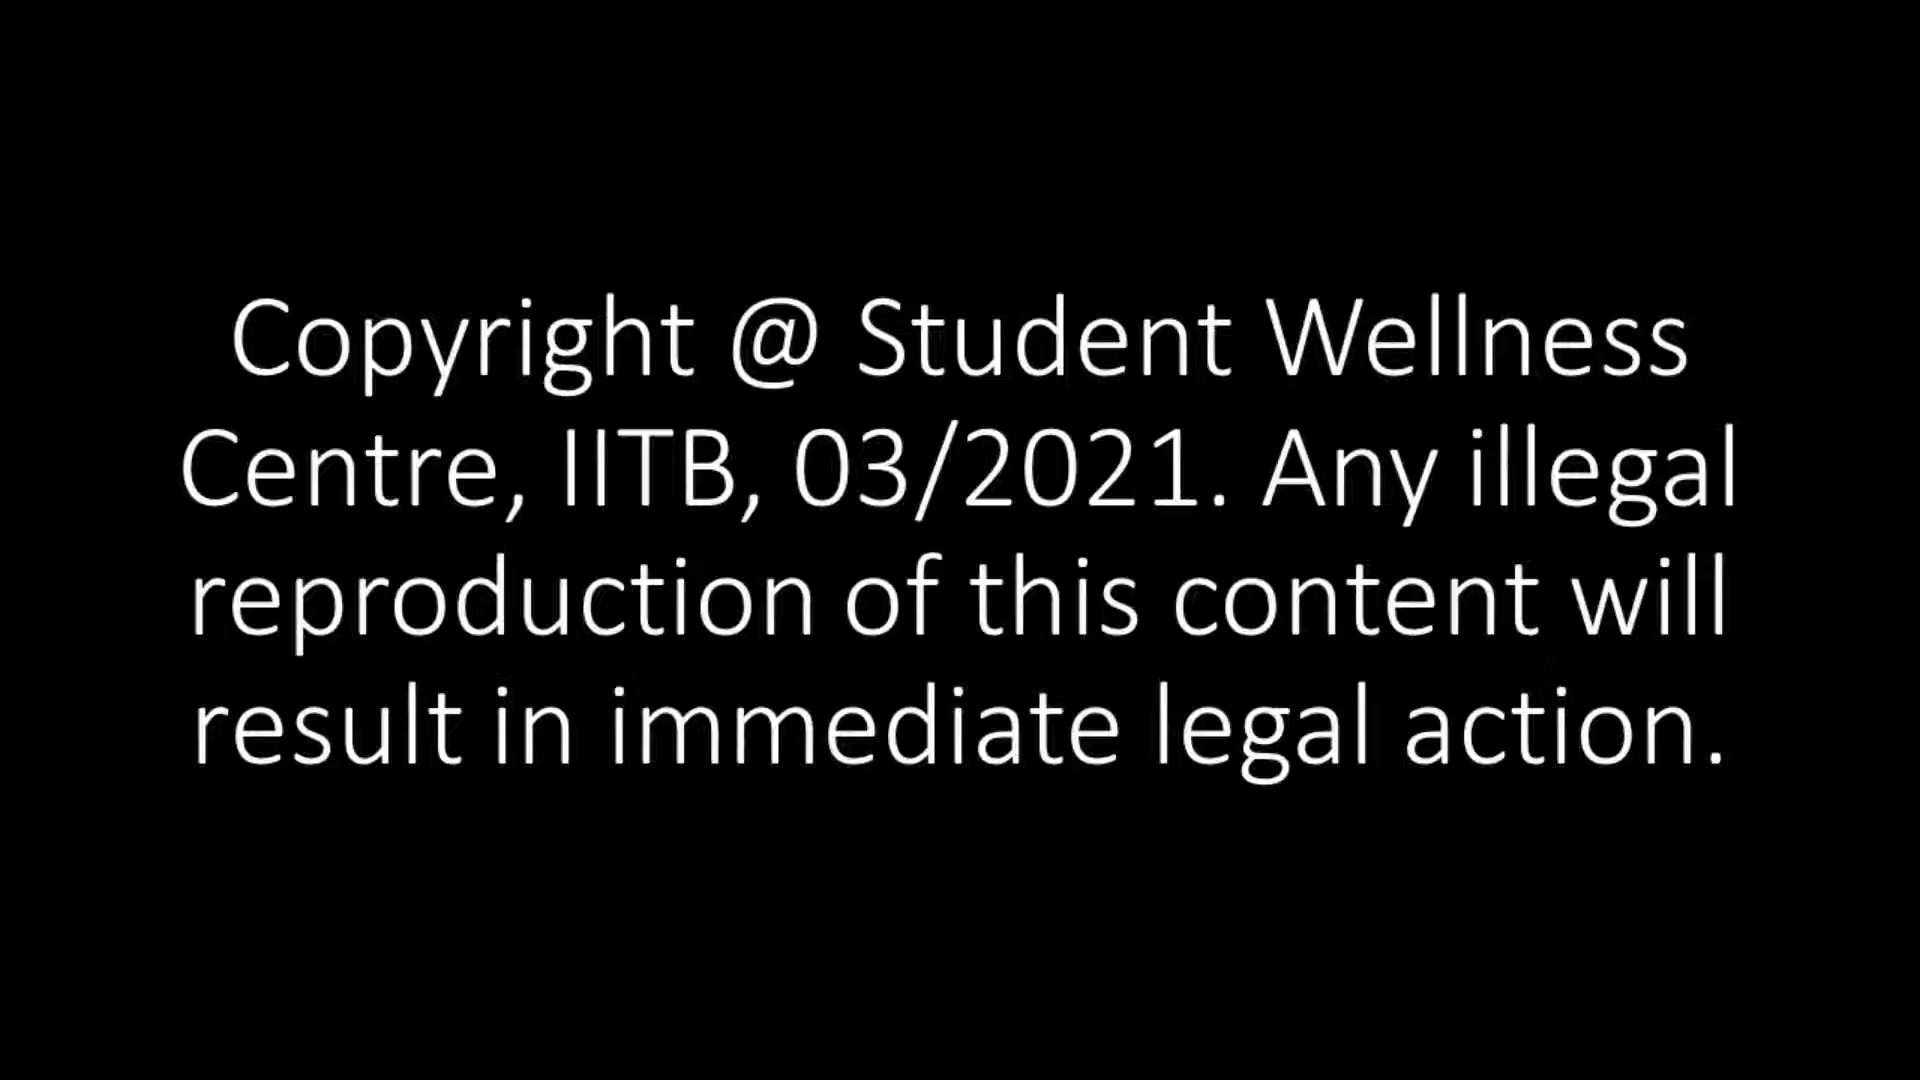 Copyright @ Student Wellness
Centre, IITB, 03/2021. Any illegal
reproduction of this content will
result in immediate legal action.